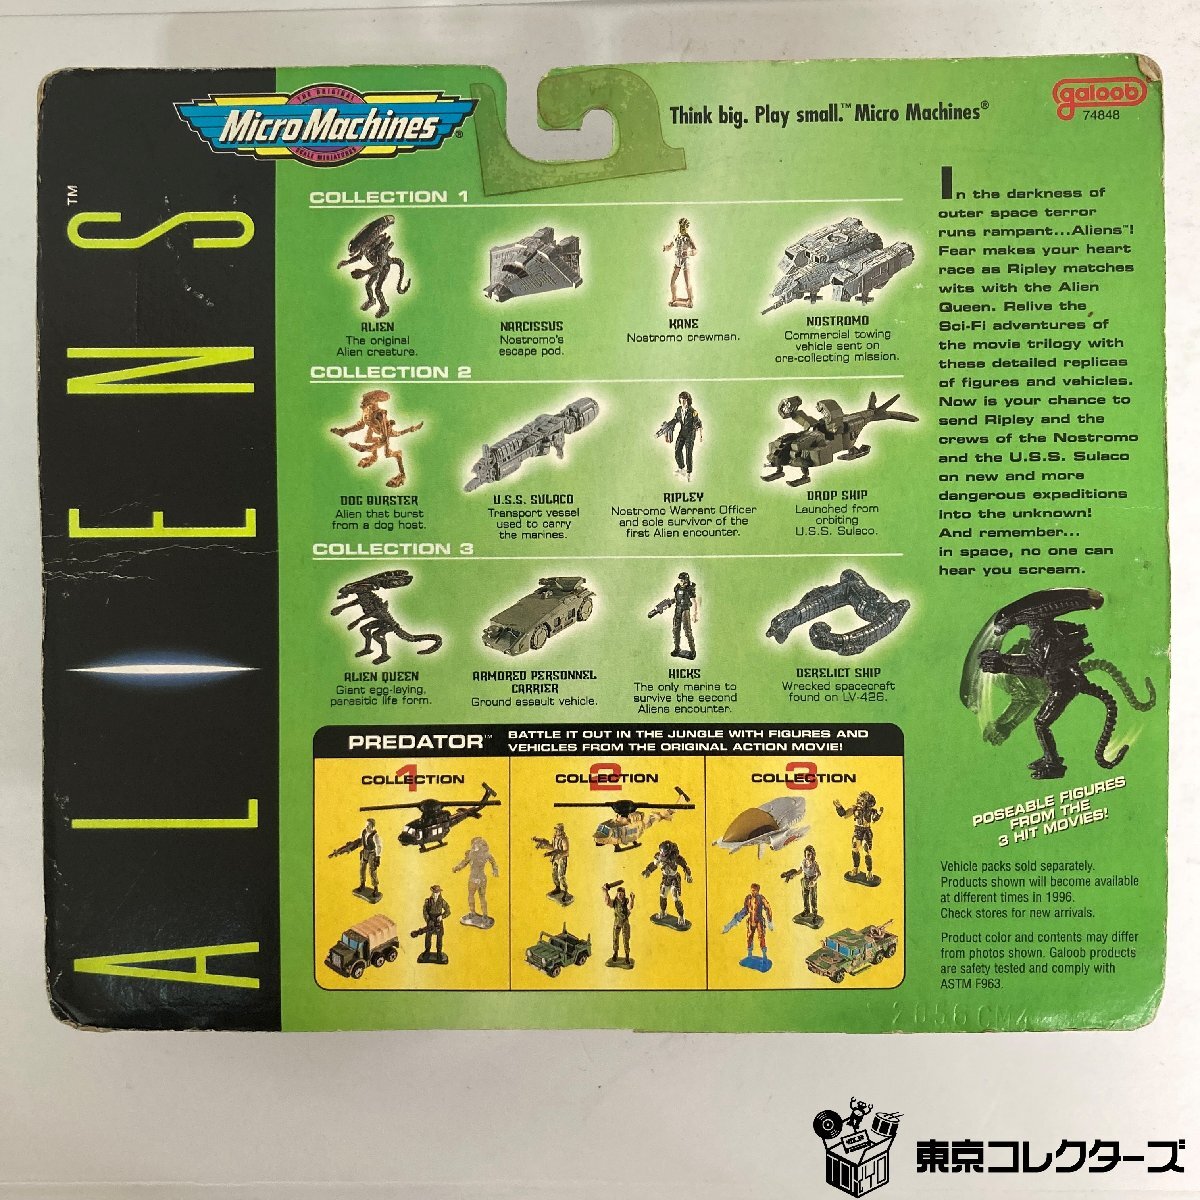 THE ORIGINAL
Micro Machines®
SCALE MINIATURES
Think big. Play small.™ Micro Machines®
galoob
74848
ALIENS™
COLLECTION 1
ALIEN
The original
Alien creature.
NARCISSUS
Nostromo's
escape pod.
KANE
Nostromo crewman.
NOSTROMO
Commercial towing
vehicle sent on
ore-collecting mission.
COLLECTION 2
DOG BURSTER
Alien that burst
from a dog host.
U.S.S. SULACO
Transport vessel
used to carry
the marines.
RIPLEY
Nostromo Warrant Officer
and sole survivor of the
first Alien encounter.
DROP SHIP
Launched from
orbiting
U.S.S. Sulaco.
COLLECTION 3
ALIEN QUEEN
Giant egg-laying,
parasitic life form.
ARMORED PERSONNEL
CARRIER
Ground assault vehicle.
HICKS
The only marine to
survive the second
Aliens encounter.
DERELICT SHIP
Wrecked spacecraft
found on LV-426.
In the darkness of
outer space terror
runs rampant...Aliens™!
Fear makes your heart
race as Ripley matches
wits with the Alien
Queen. Relive the
Sci-Fi adventures of
the movie trilogy with
these detailed replicas
of figures and vehicles.
Now is your chance to
send Ripley and the
crews of the Nostromo
and the U.S.S. Sulaco
on new and more
dangerous expeditions
into the unknown!
And remember...
in space, no one can
hear you scream.
PREDATOR™
BATTLE IT OUT IN THE JUNGLE WITH FIGURES AND
VEHICLES FROM THE ORIGINAL ACTION MOVIE!
COLLECTION 1
COLLECTION 2
COLLECTION 3
POSEABLE FIGURES
FROM THE
3 HIT MOVIES!
Vehicle packs sold separately.
Products shown will become available
at different times in 1996.
Check stores for new arrivals.
Product color and contents may differ
from photos shown. Galoob products
are safety tested and comply with
ASTM F963.
2056CM4
TOKYO
東京コレクターズ